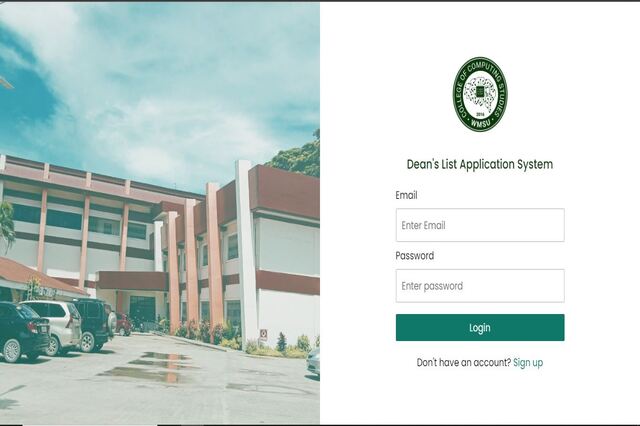 COLLEGE OF COMPUTING STUDIES
2016
WMSU
Dean's List Application System
Email
Enter Email
Password
Enter password
Login
Don't have an account? Sign up